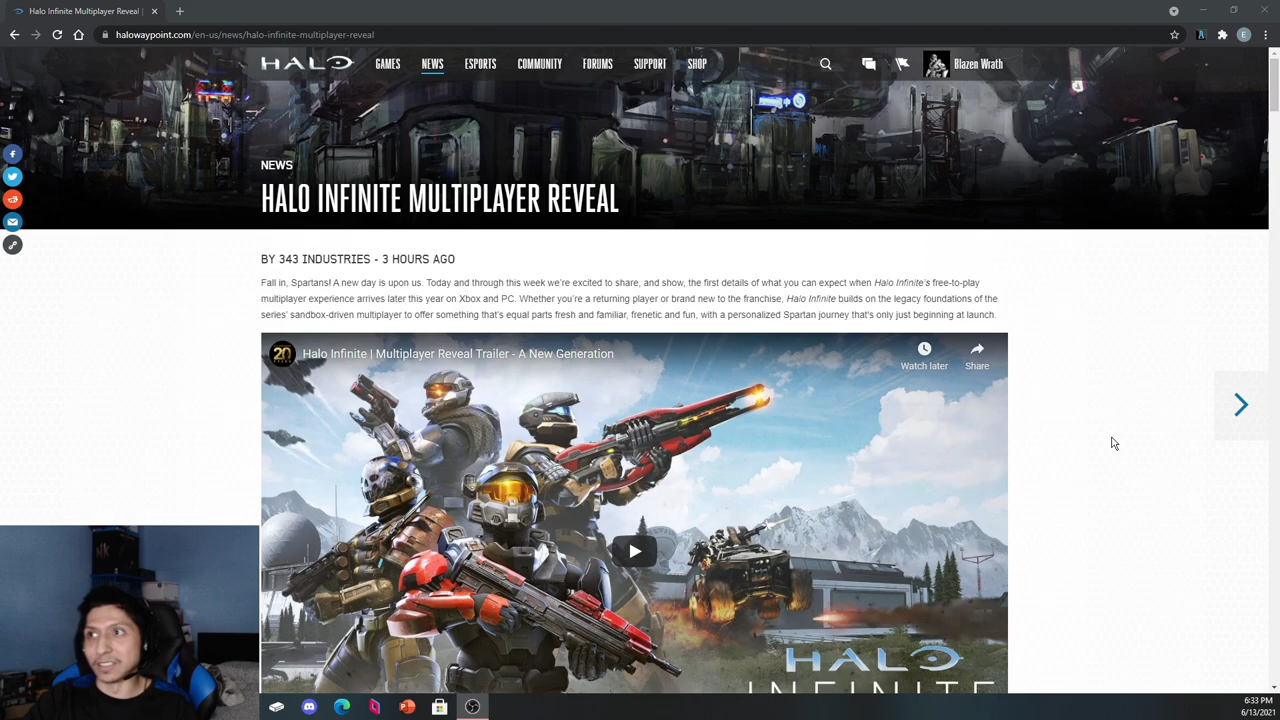 Halo Infinite Multiplayer Reveal |
halowaypoint.com/en-us/news/halo-infinite-multiplayer-reveal
E
HALO GAMES NEWS ESPORTS COMMUNITY FORUMS SUPPORT SHOP Blazen Wrath
NEWS
HALO INFINITE MULTIPLAYER REVEAL
BY 343 INDUSTRIES - 3 HOURS AGO
Fall in, Spartans! A new day is upon us. Today and through this week we're excited to share, and show, the first details of what you can expect when Halo Infinite's free-to-play
multiplayer experience arrives later this year on Xbox and PC. Whether you're a returning player or brand new to the franchise, Halo Infinite builds on the legacy foundations of the
series' sandbox-driven multiplayer to offer something that's equal parts fresh and familiar, frenetic and fun, with a personalized Spartan journey that's only just beginning at launch.
20
Halo Infinite | Multiplayer Reveal Trailer - A New Generation
Watch later Share
HALO
INFINITE
6:33 PM
6/13/2021